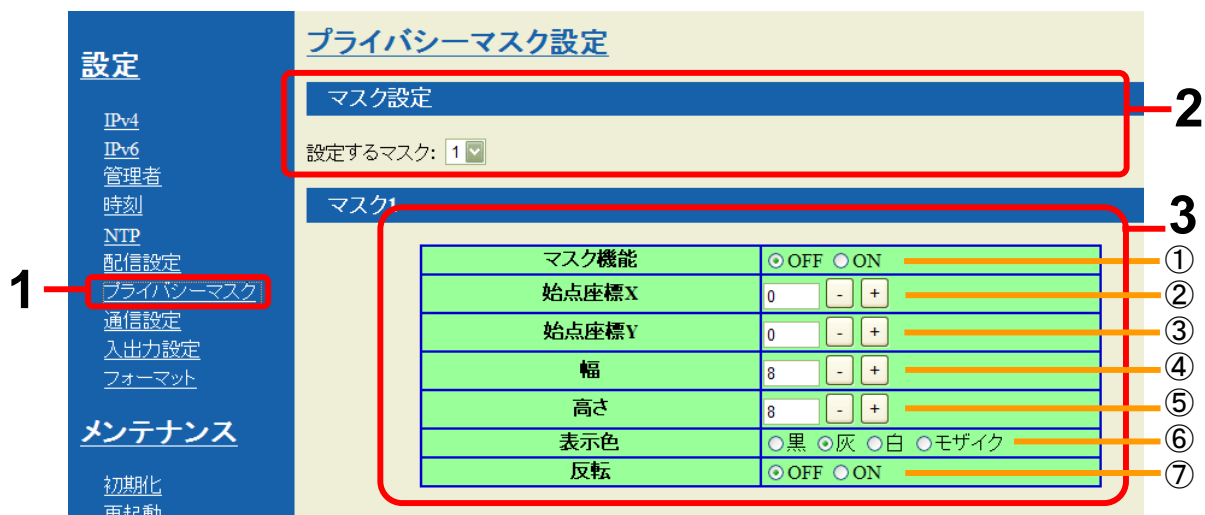 設定
IPv4
IPv6
管理者
時刻
NTP
配信設定
1
プライバシーマスク
通信設定
入出力設定
フォーマット
メンテナンス
初期化
再起動
プライバシーマスク設定
マスク設定
2
設定するマスク: 1
マスク1
3
マスク機能 OFF ON ①
始点座標X 0 - + ②
始点座標Y 0 - + ③
幅 8 - + ④
高さ 8 - + ⑤
表示色 黒 灰 白 モザイク ⑥
反転 OFF ON ⑦